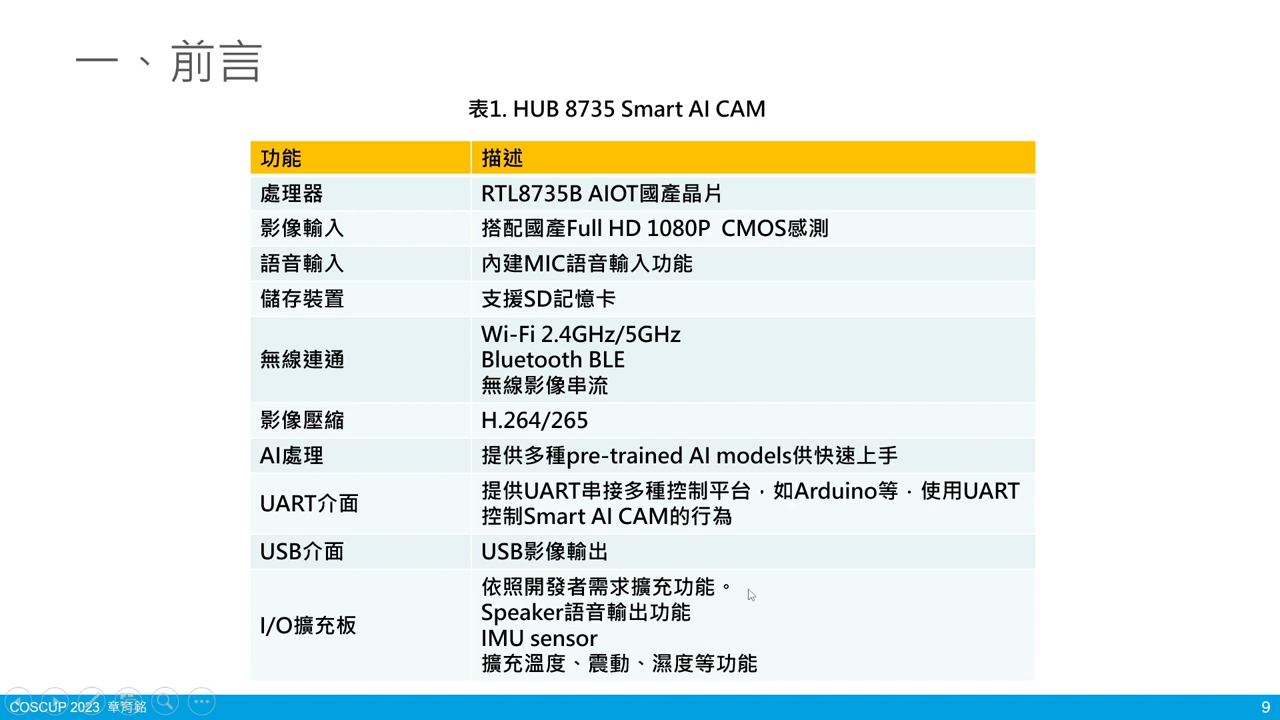 一、前言
表1. HUB 8735 Smart AI CAM
功能 描述
處理器 RTL8735B AIOT國產晶片
影像輸入 搭配國產Full HD 1080P CMOS感測
語音輸入 內建MIC語音輸入功能
儲存裝置 支援SD記憶卡
無線連通 Wi-Fi 2.4GHz/5GHz
Bluetooth BLE
無線影像串流
影像壓縮 H.264/265
AI處理 提供多種pre-trained AI models供快速上手
UART介面 提供UART串接多種控制平台，如Arduino等，使用UART
控制Smart AI CAM的行為
USB介面 USB影像輸出
I/O擴充板 依照開發者需求擴充功能。
Speaker語音輸出功能
IMU sensor
擴充溫度、震動、濕度等功能
COSCUP 2023 章育銘
9